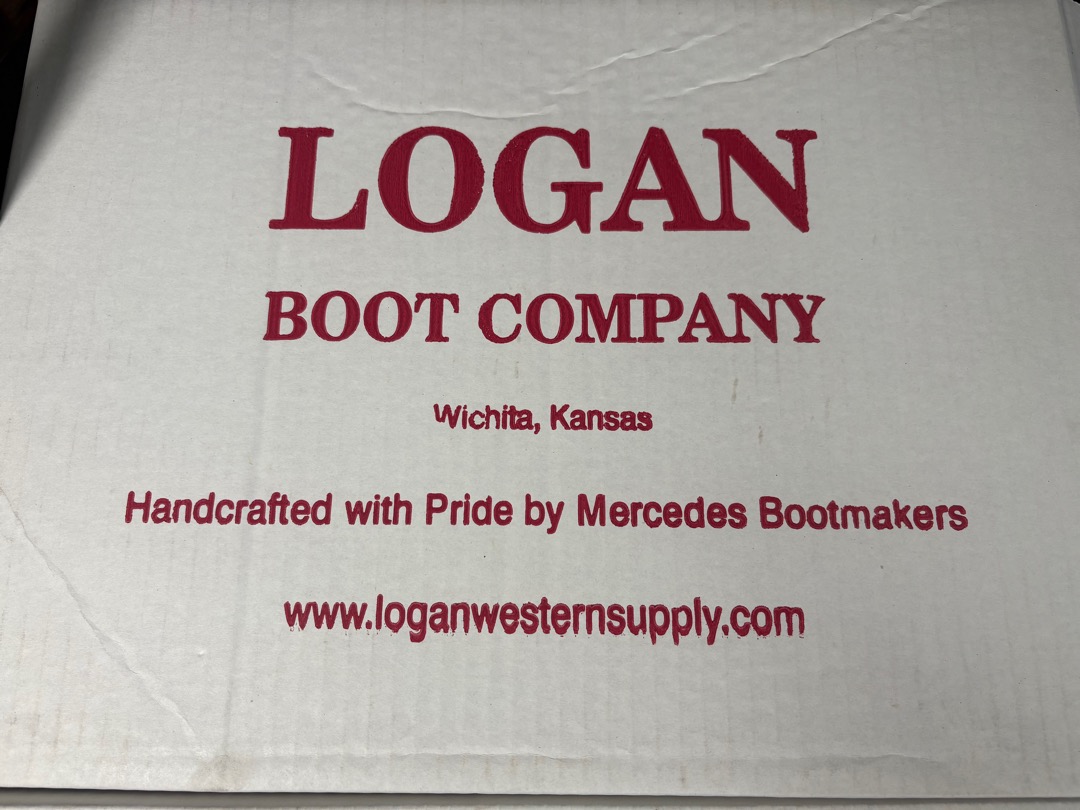 LOGAN
BOOT COMPANY
Wichita, Kansas
Handcrafted with Pride by Mercedes Bootmakers
www.loganwesternsupply.com